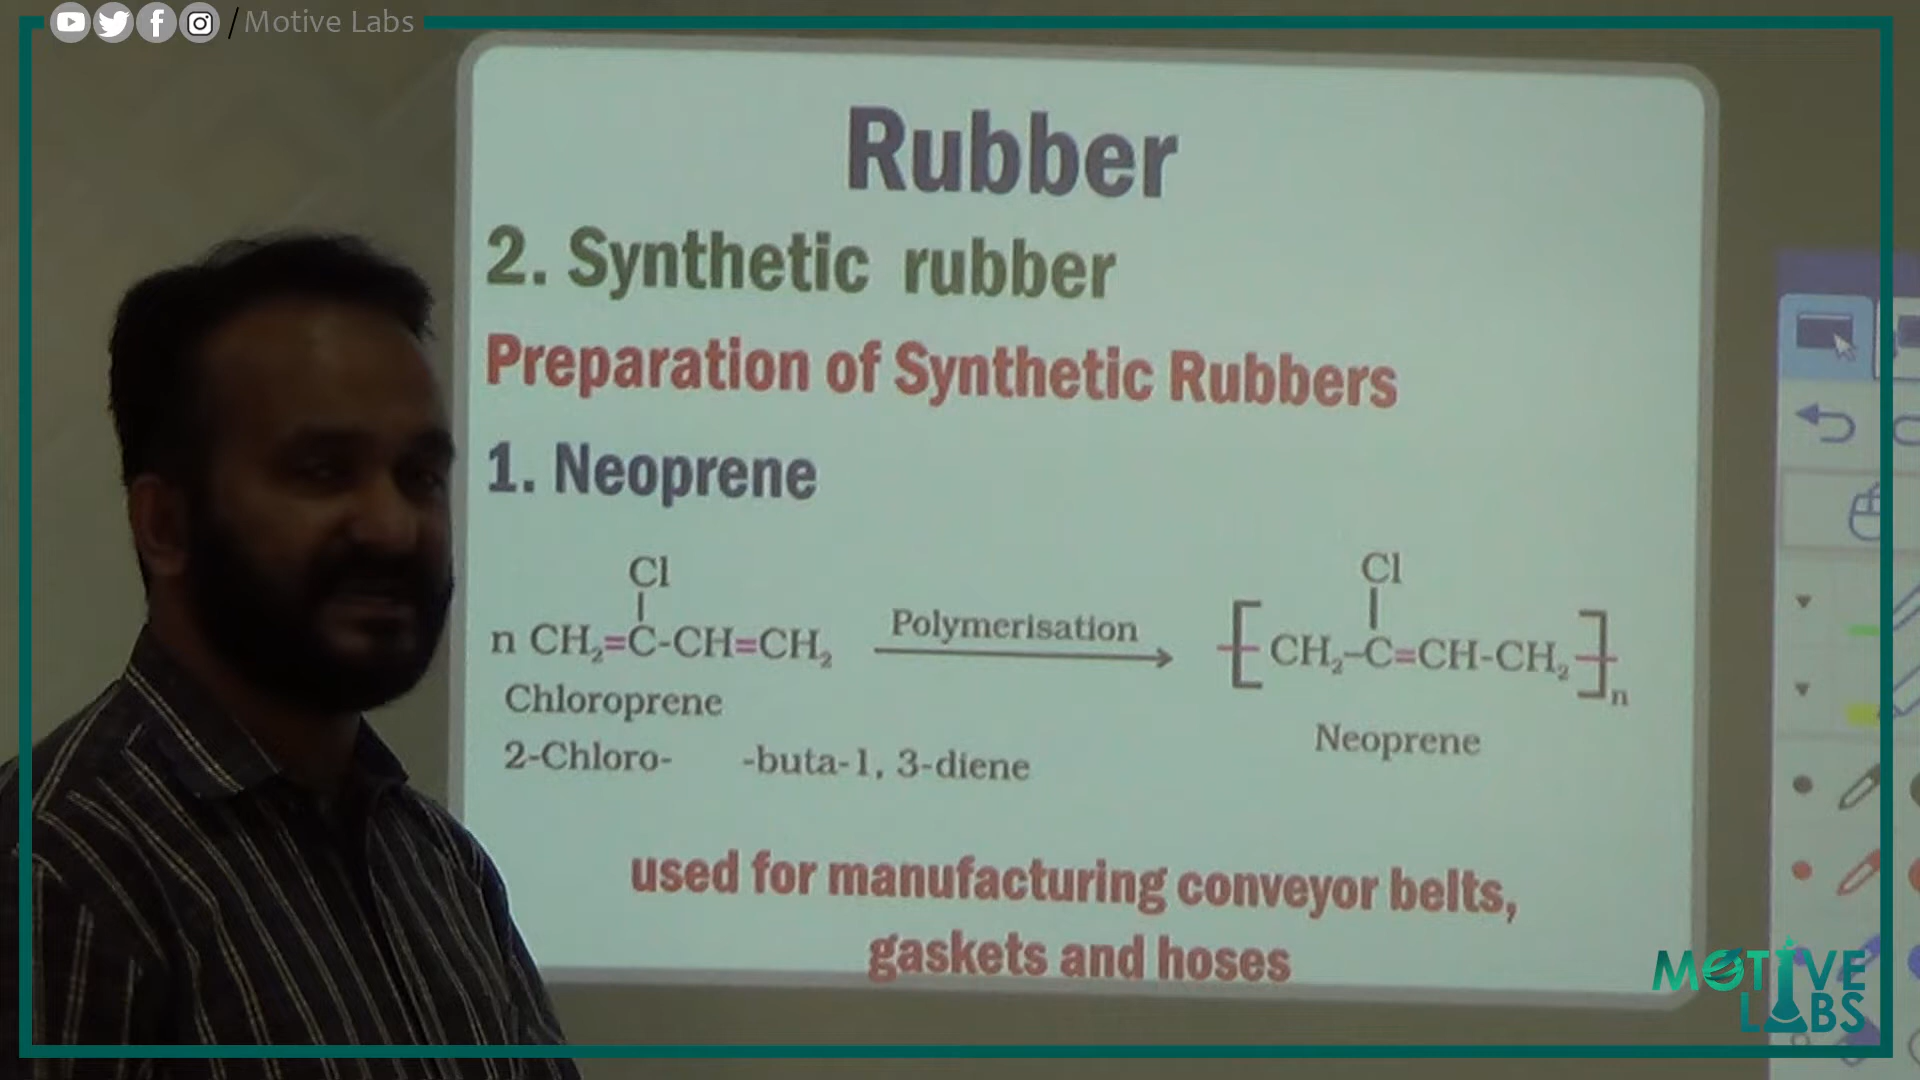 /Motive Labs
Rubber
2. Synthetic rubber
Preparation of Synthetic Rubbers
1. Neoprene
Cl
n CH₂=C-CH=CH₂
Polymerisation
Cl
[CH₂–C=CH-CH₂]n
Chloroprene
Neoprene
2-Chloro- -buta-1, 3-diene
used for manufacturing conveyor belts,
gaskets and hoses
MOTIVE
LABS